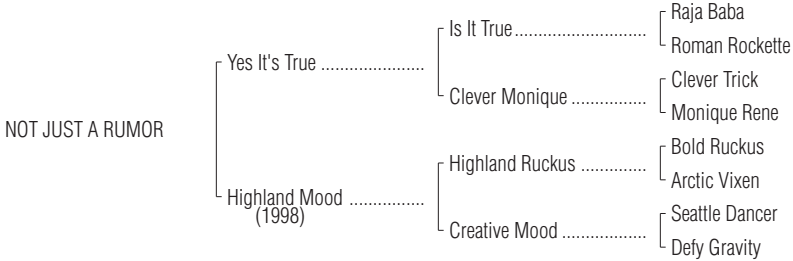 Raja Baba
Is It True............................
Roman Rockette
Yes It's True ......................
Clever Trick
Clever Monique ................
Monique Rene
NOT JUST A RUMOR
Bold Ruckus
Highland Ruckus ..............
Arctic Vixen
Highland Mood ................
(1998)
Seattle Dancer
Creative Mood ..................
Defy Gravity